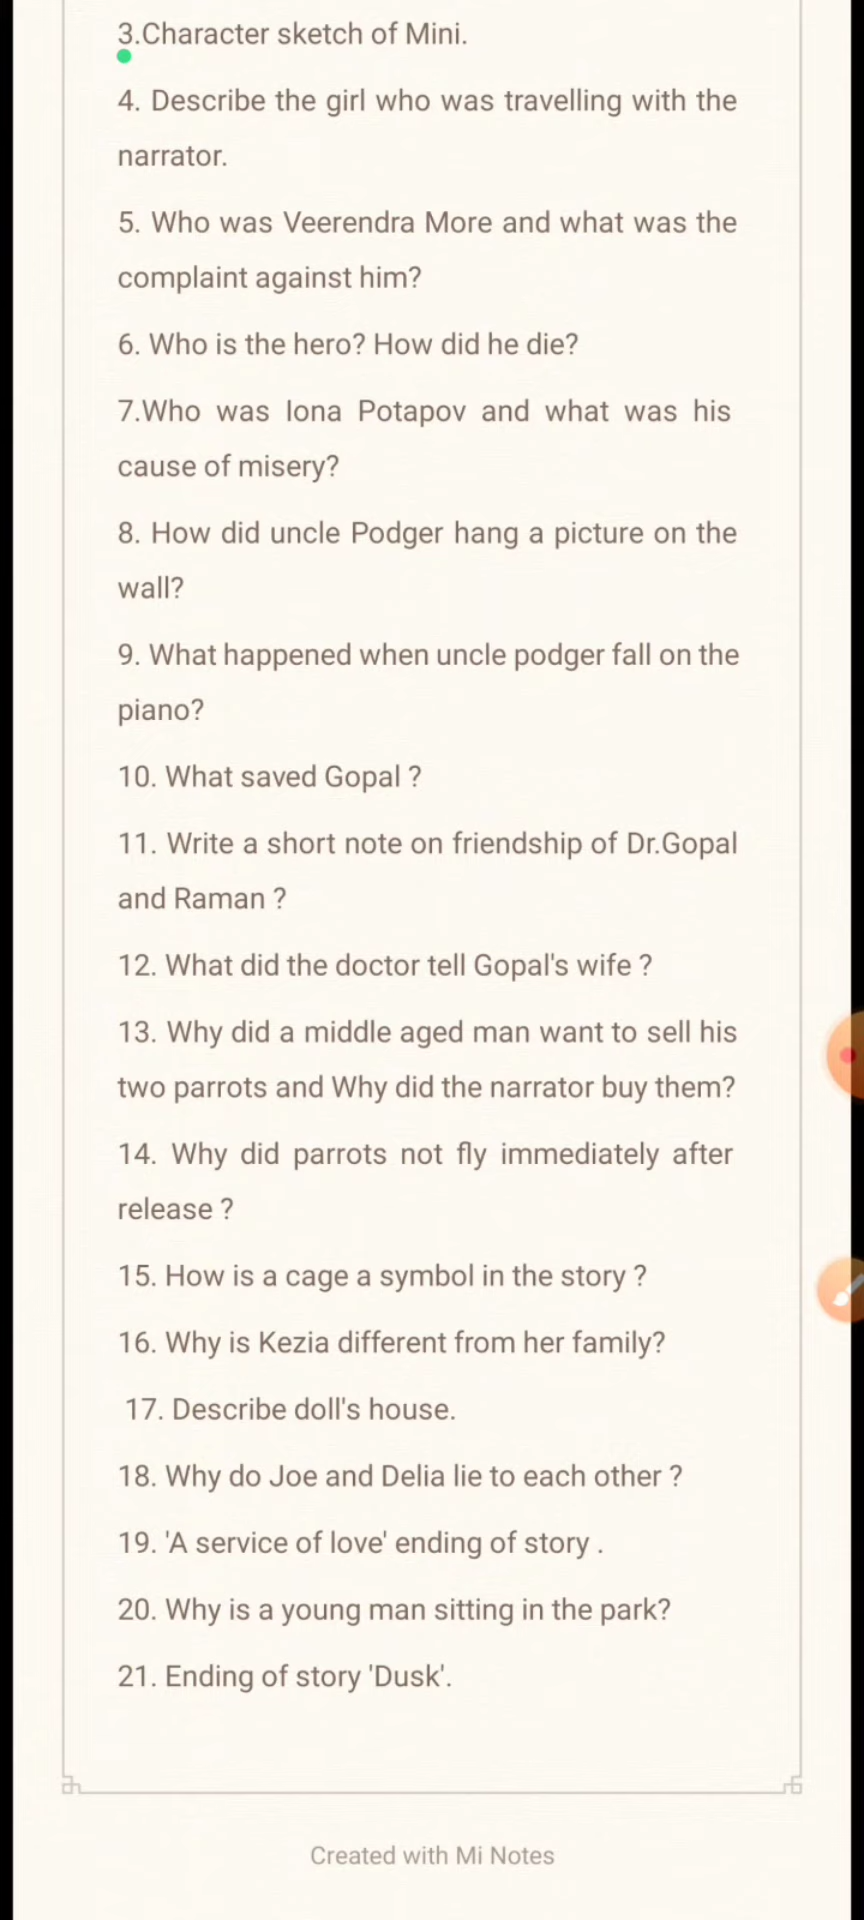 3.Character sketch of Mini.
4. Describe the girl who was travelling with the
narrator.
5. Who was Veerendra More and what was the
complaint against him?
6. Who is the hero? How did he die?
7.Who was Iona Potapov and what was his
cause of misery?
8. How did uncle Podger hang a picture on the
wall?
9. What happened when uncle podger fall on the
piano?
10. What saved Gopal ?
11. Write a short note on friendship of Dr.Gopal
and Raman ?
12. What did the doctor tell Gopal's wife ?
13. Why did a middle aged man want to sell his
two parrots and Why did the narrator buy them?
14. Why did parrots not fly immediately after
release ?
15. How is a cage a symbol in the story ?
16. Why is Kezia different from her family?
17. Describe doll's house.
18. Why do Joe and Delia lie to each other ?
19. 'A service of love' ending of story .
20. Why is a young man sitting in the park?
21. Ending of story 'Dusk'.
Created with Mi Notes